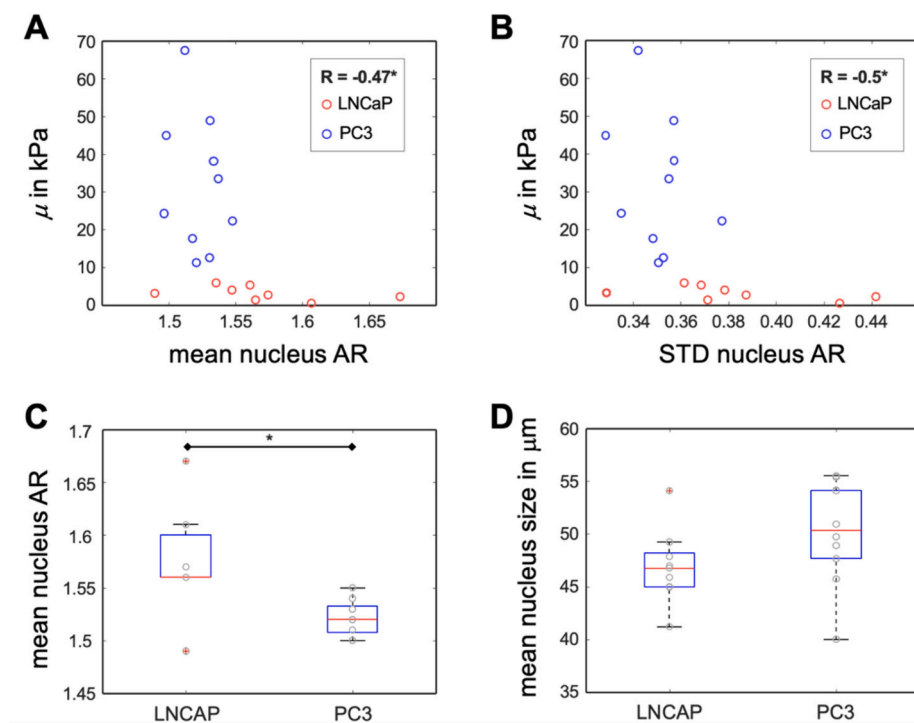 A
B
70
60
50
40
30
20
10
0
μ in kPa
R = -0.47*
LNCaP
PC3
1.5
1.55
1.6
1.65
mean nucleus AR
70
60
50
40
30
20
10
0
μ in kPa
R = -0.5*
LNCaP
PC3
0.34
0.36
0.38
0.40
0.42
0.44
STD nucleus AR
C
D
1.7
1.65
1.6
1.55
1.5
1.45
mean nucleus AR
*
LNCAP
PC3
60
55
50
45
40
35
mean nucleus size in μm
LNCAP
PC3